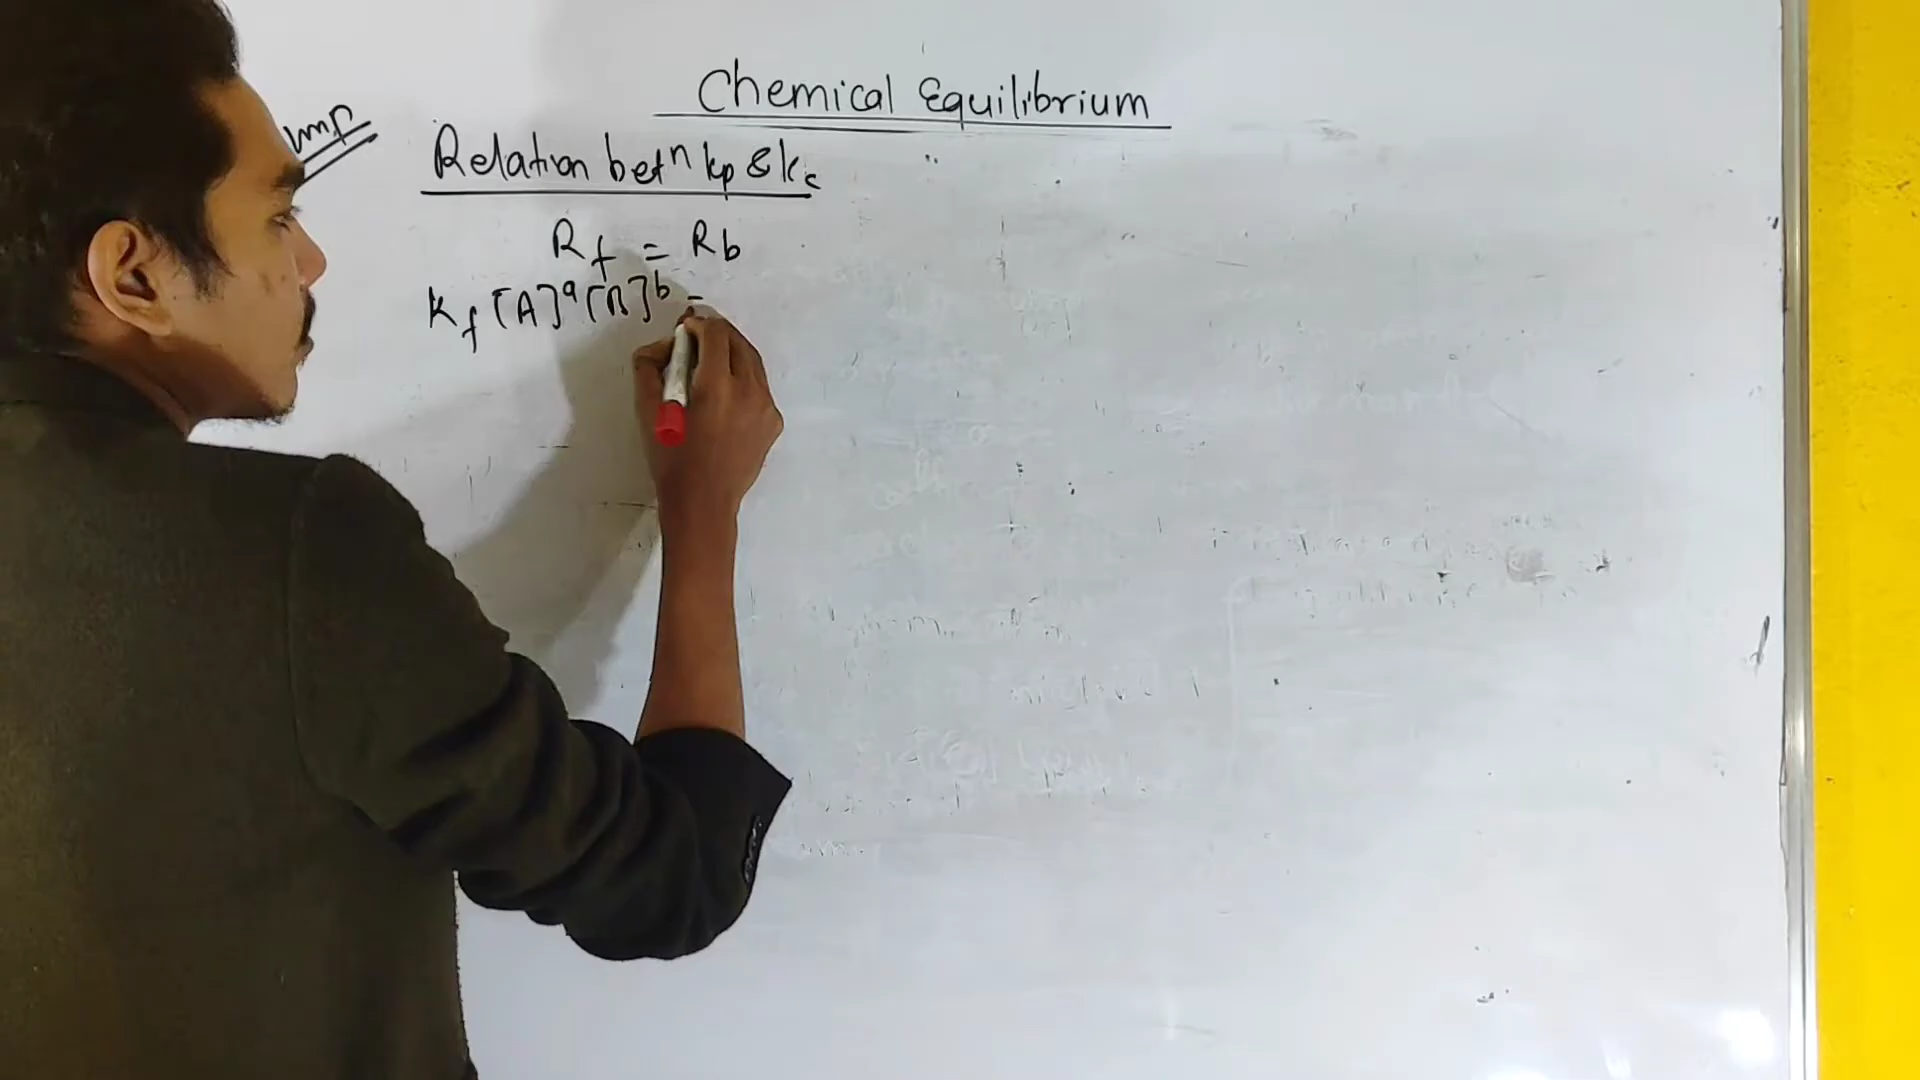 Chemical Equilibrium
Imp
Relation betⁿ kp & kc
Rf = Rb
Kf [A]ᵃ [B]ᵇ =